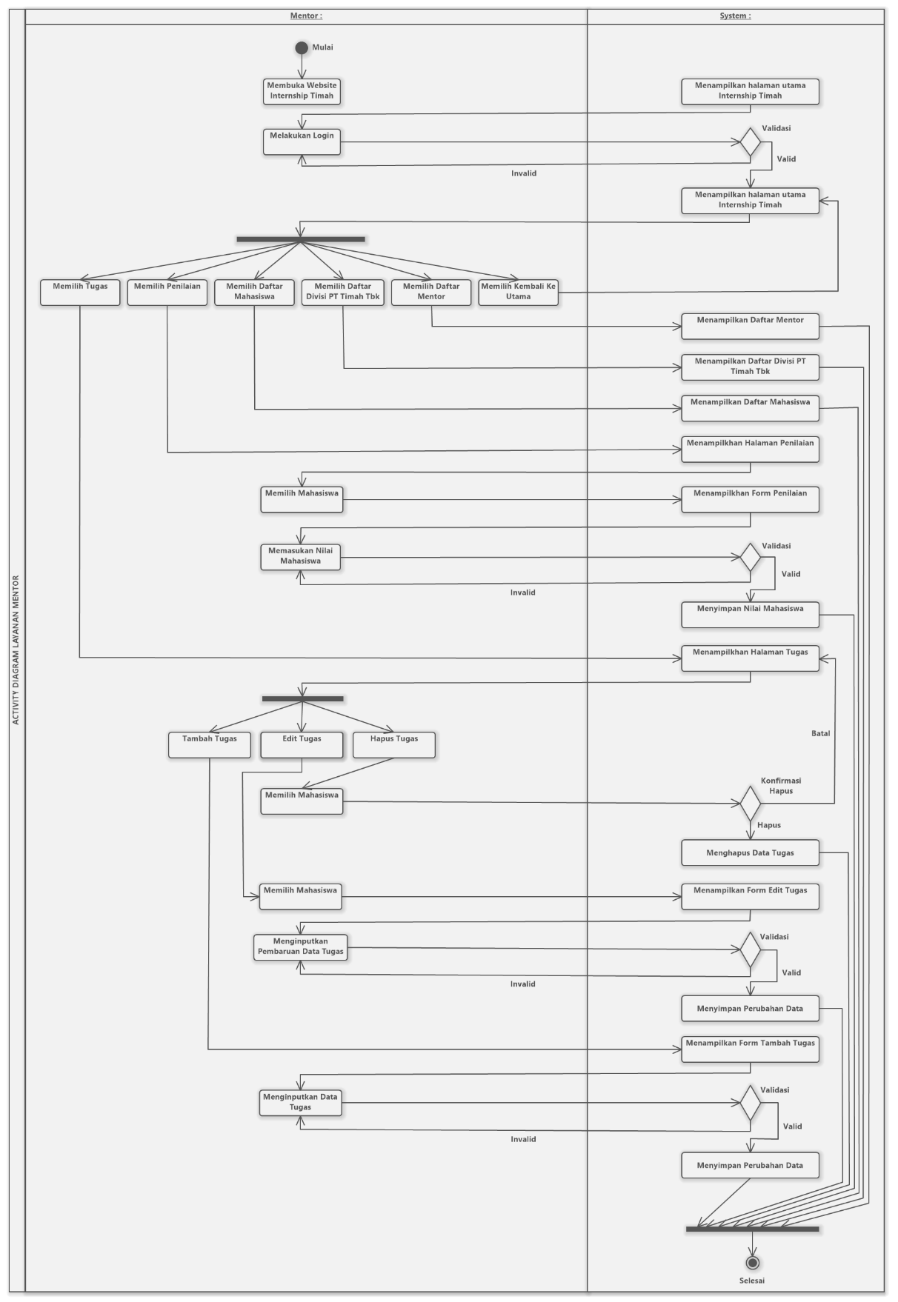 Mentor :
System :
Mulai
Membuka Website
Internship Timah
Menampilkan halaman utama
Internship Timah
Melakukan Login
Validasi
Valid
Invalid
Menampilkan halaman utama
Internship Timah
Memilih Tugas
Memilih Penilaian
Memilih Daftar
Mahasiswa
Memilih Daftar
Divisi PT Timah Tbk
Memilih Daftar
Mentor
Memilih Kembali Ke
Utama
Menampilkan Daftar Mentor
Menampilkan Daftar Divisi PT
Timah Tbk
Menampilkan Daftar Mahasiswa
Menampilkhan Halaman Penilaian
Memilih Mahasiswa
Menampilkhan Form Penilaian
Memasukan Nilai
Mahasiswa
Validasi
Valid
Invalid
Menyimpan Nilai Mahasiswa
ACTIVITY DIAGRAM LAYANAN MENTOR
Menampilkhan Halaman Tugas
Tambah Tugas
Edit Tugas
Hapus Tugas
Batal
Memilih Mahasiswa
Konfirmasi
Hapus
Hapus
Menghapus Data Tugas
Memilih Mahasiswa
Menampilkan Form Edit Tugas
Menginputkan
Pembaruan Data Tugas
Validasi
Valid
Invalid
Menyimpan Perubahan Data
Menampilkan Form Tambah Tugas
Menginputkan Data
Tugas
Validasi
Valid
Invalid
Menyimpan Perubahan Data
Selesai